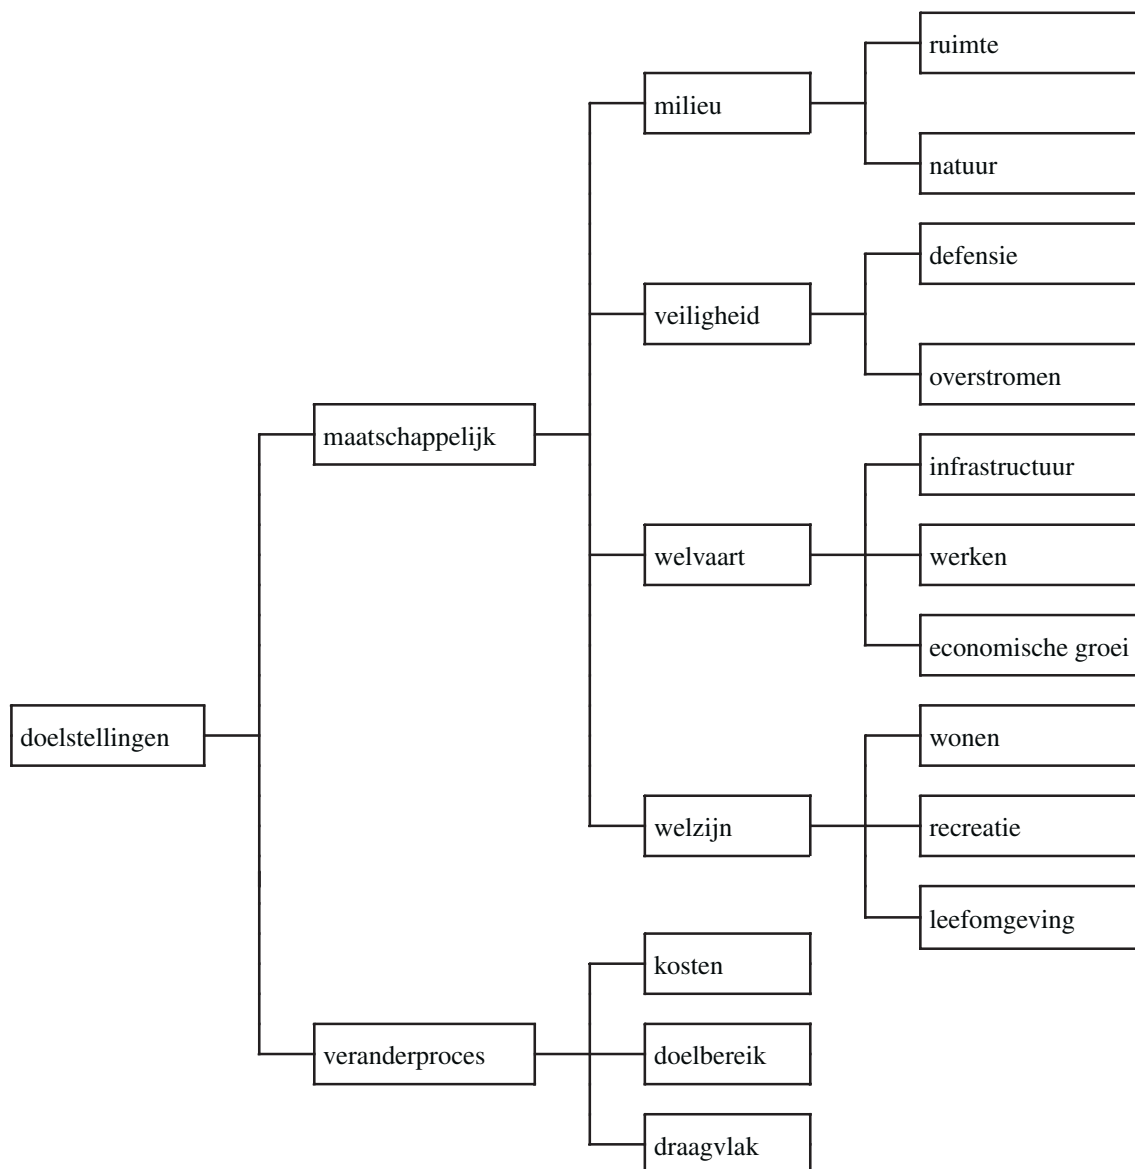 ruimte
milieu
natuur
defensie
veiligheid
overstromen
maatschappelijk
infrastructuur
welvaart
werken
economische groei
doelstellingen
wonen
welzijn
recreatie
leefomgeving
kosten
veranderproces
doelbereik
draagvlak